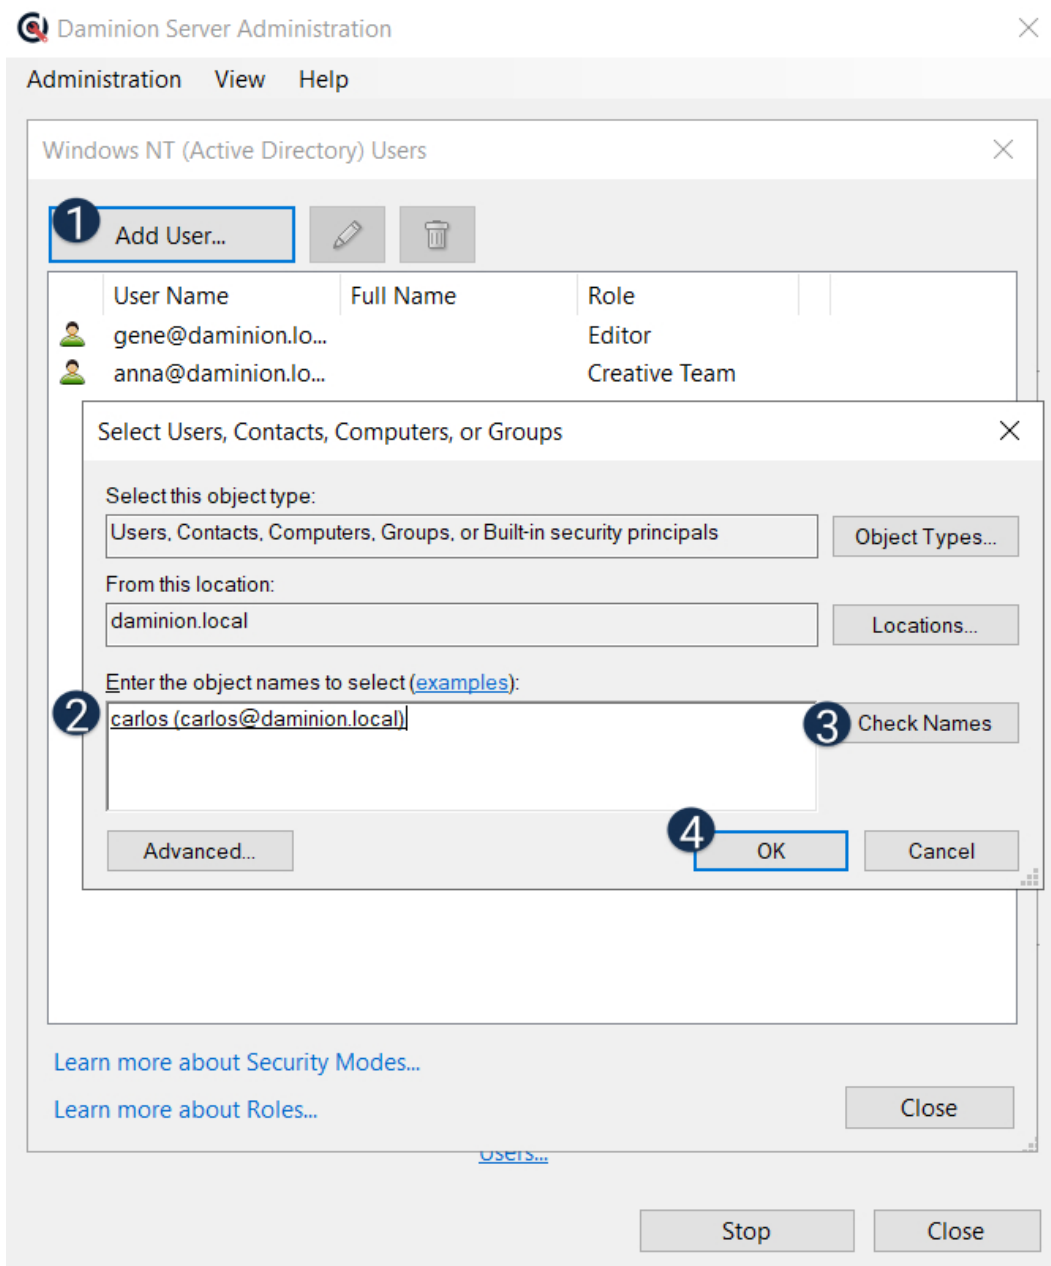 Daminion Server Administration
Administration View Help
Windows NT (Active Directory) Users
1 Add User...
User Name Full Name Role
gene@daminion.lo... Editor
anna@daminion.lo... Creative Team
Select Users, Contacts, Computers, or Groups
Select this object type:
Users, Contacts, Computers, Groups, or Built-in security principals Object Types...
From this location:
daminion.local Locations...
Enter the object names to select (examples):
2 carlos (carlos@daminion.local) 3 Check Names
Advanced... 4 OK Cancel
Learn more about Security Modes...
Learn more about Roles...
Close
Users...
Stop Close